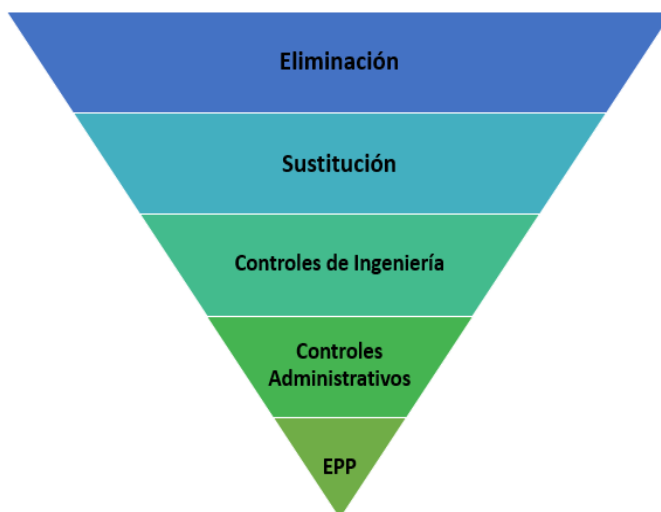 Eliminación
Sustitución
Controles de Ingeniería
Controles
Administrativos
EPP